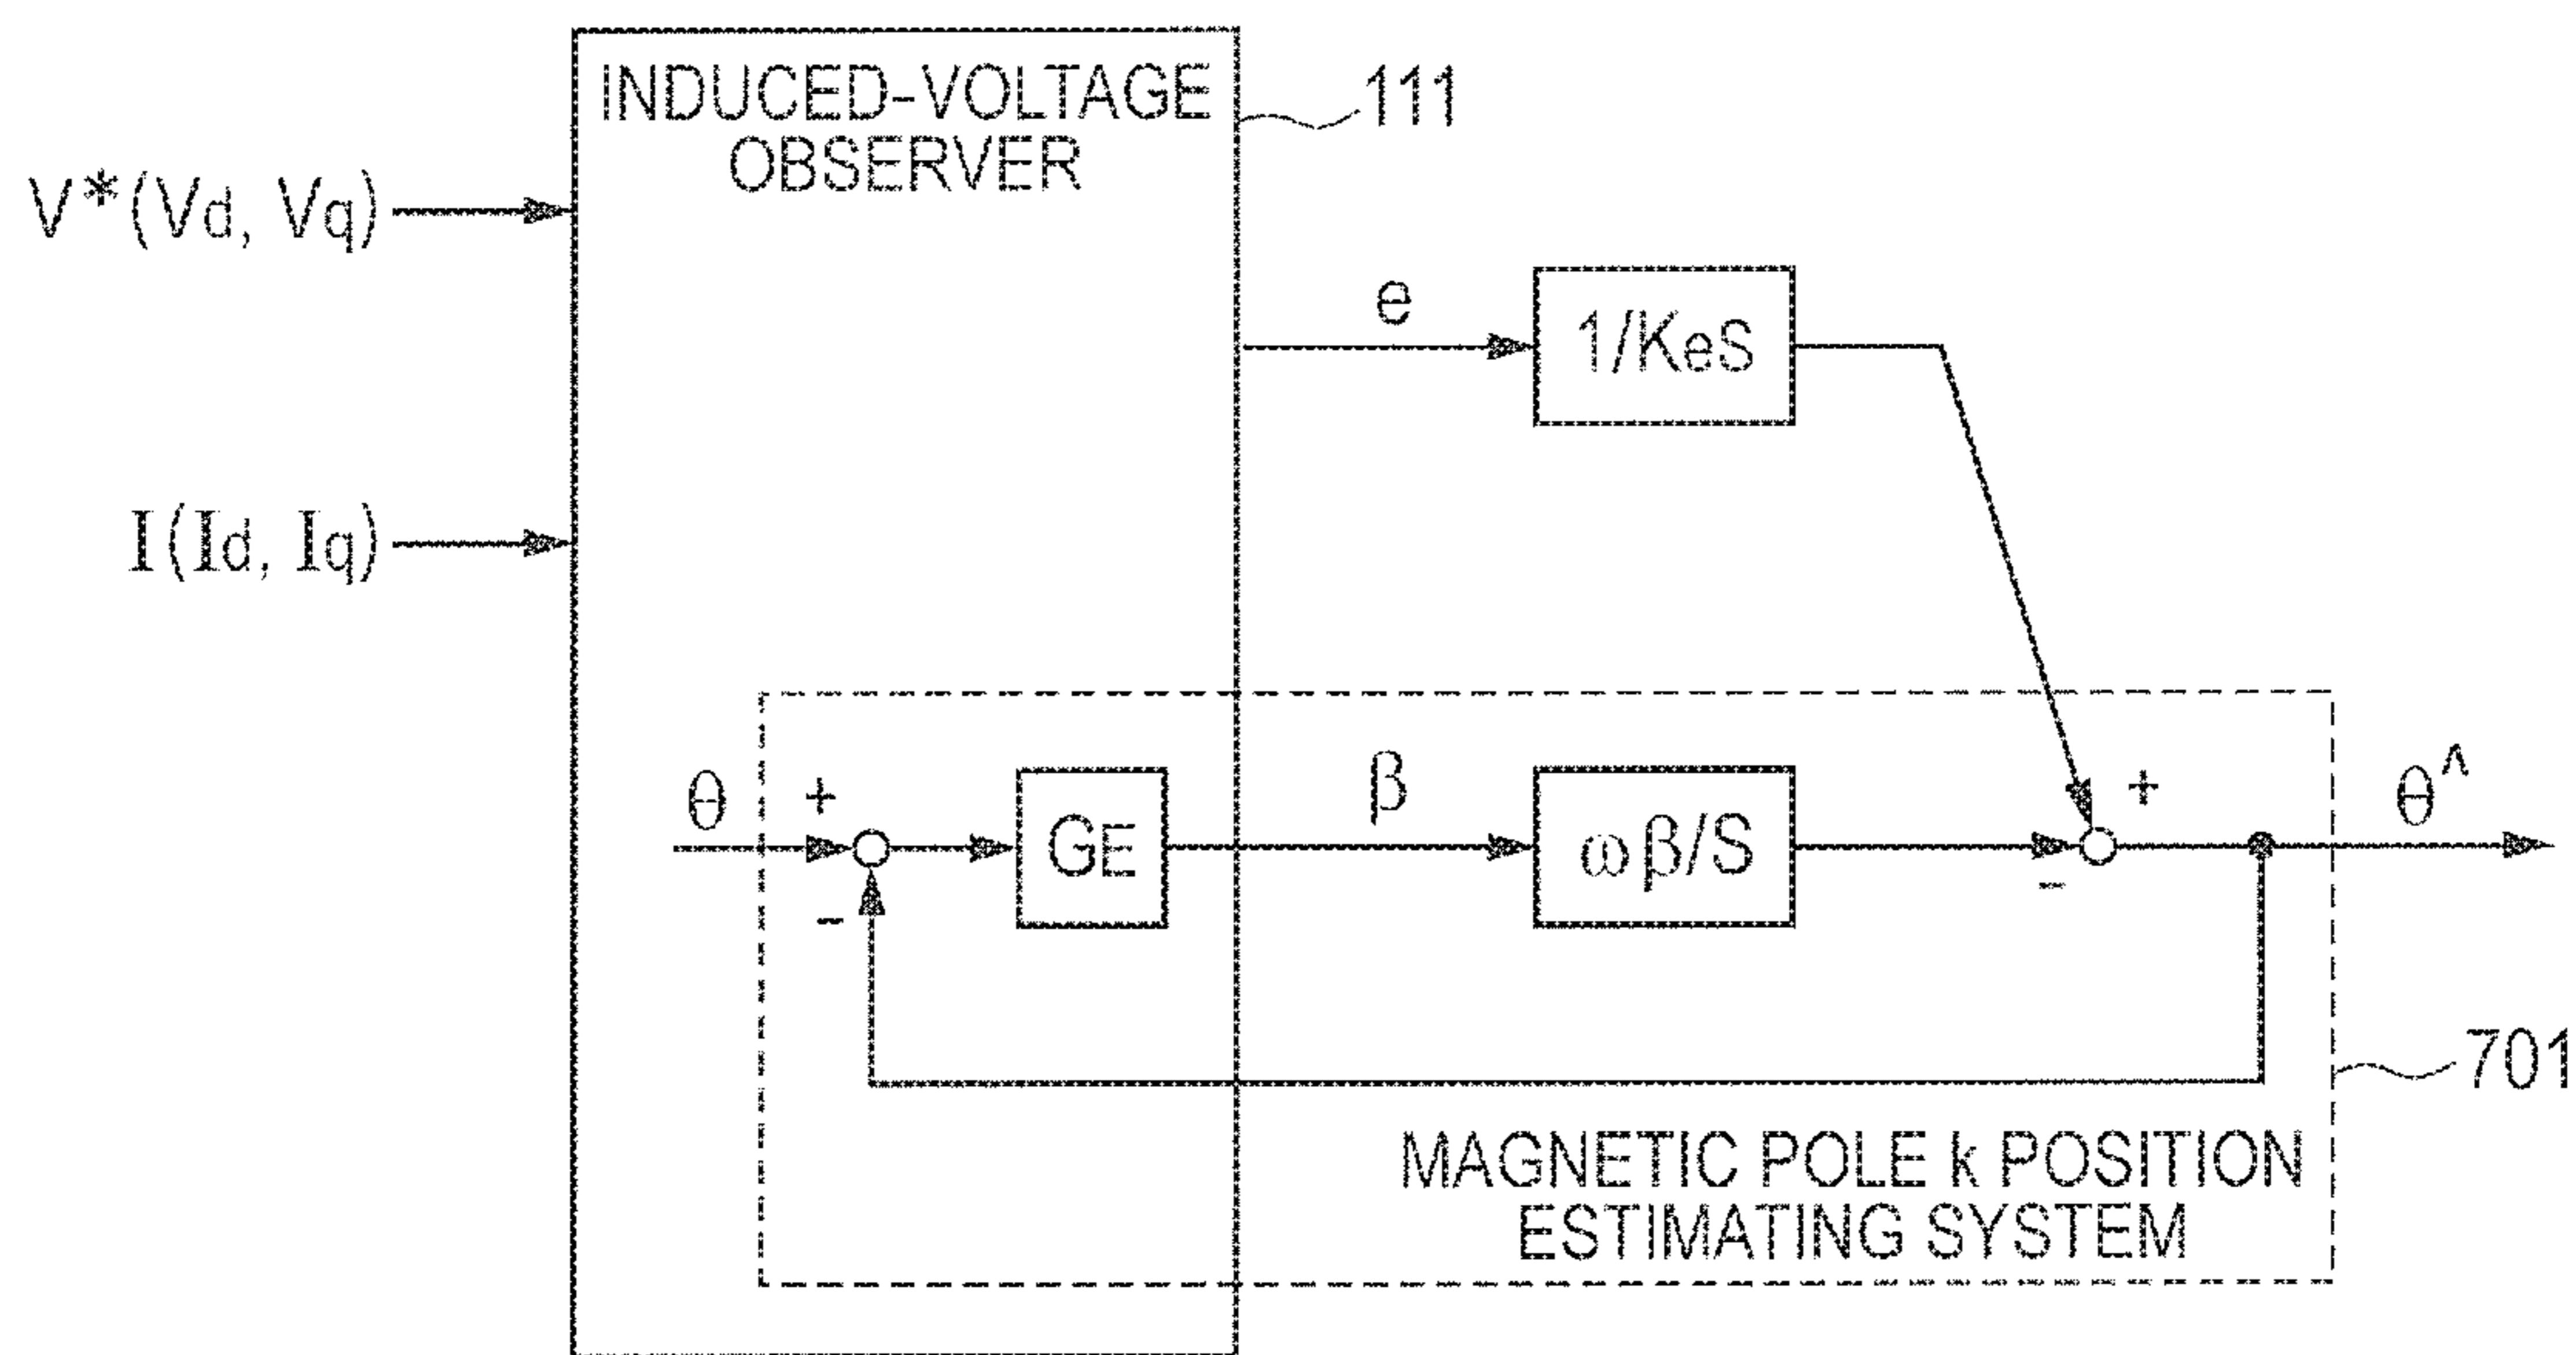 INDUCED-VOLTAGE
OBSERVER
111
V*(Vd, Vq)
e
1/KeS
I(Id, Iq)
θ
+
-
GE
β
ωβ/S
+
-
θ^
701
MAGNETIC POLE k POSITION
ESTIMATING SYSTEM